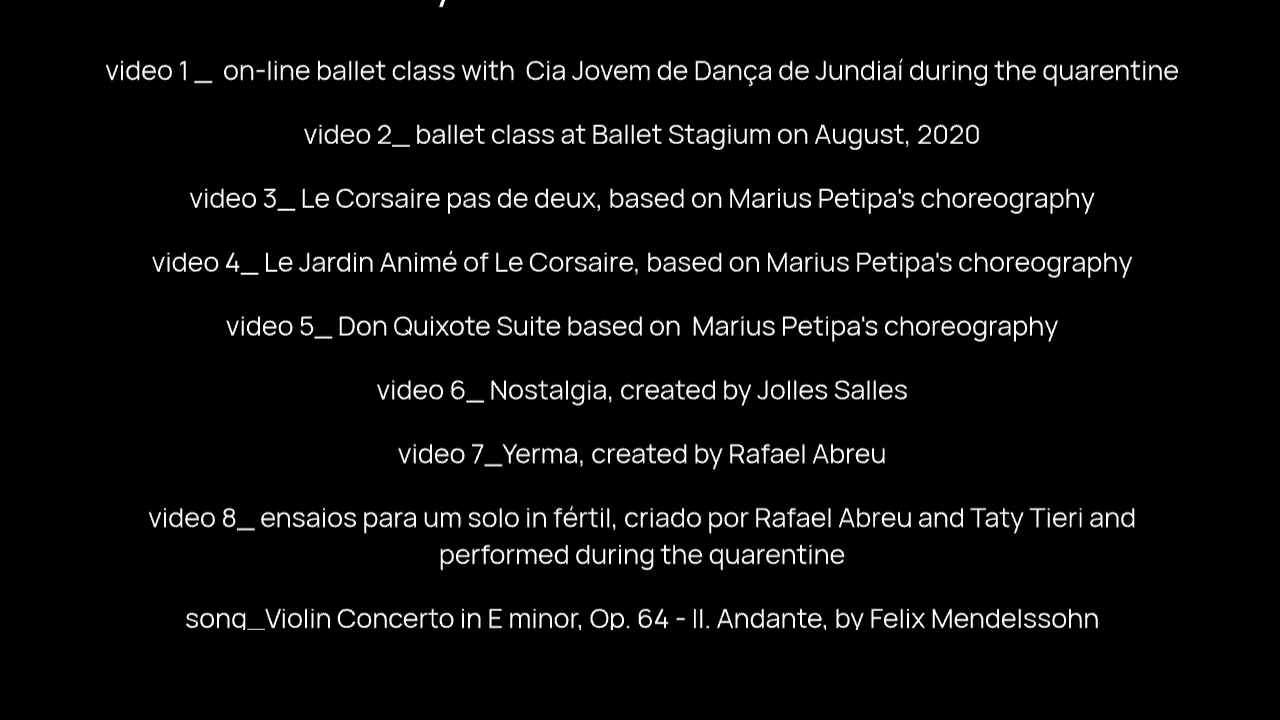 video 1 _ on-line ballet class with Cia Jovem de Dança de Jundiaí during the quarentine
video 2_ ballet class at Ballet Stagium on August, 2020
video 3_ Le Corsaire pas de deux, based on Marius Petipa's choreography
video 4_ Le Jardin Animé of Le Corsaire, based on Marius Petipa's choreography
video 5_ Don Quixote Suite based on Marius Petipa's choreography
video 6_ Nostalgia, created by Jolles Salles
video 7_Yerma, created by Rafael Abreu
video 8_ ensaios para um solo in fértil, criado por Rafael Abreu and Taty Tieri and
performed during the quarentine
song_Violin Concerto in E minor, Op. 64 - II. Andante, by Felix Mendelssohn